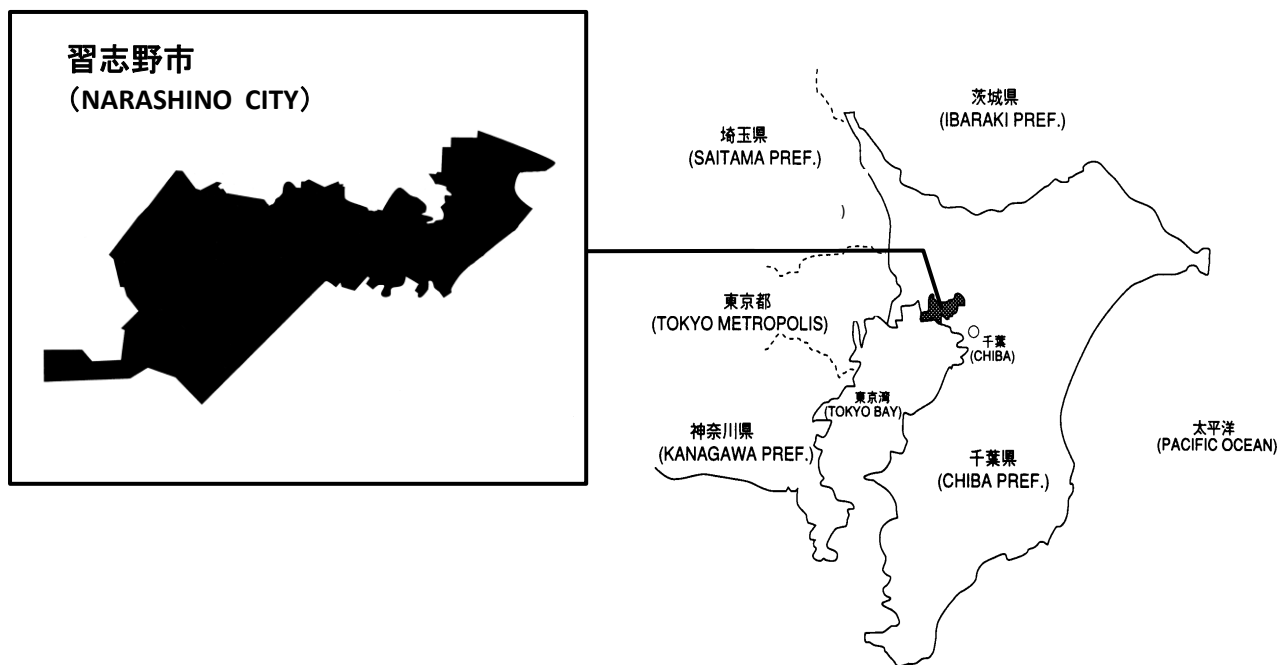 習志野市
（NARASHINO CITY）
茨城県
(IBARAKI PREF.)
埼玉県
(SAITAMA PREF.)
東京都
(TOKYO METROPOLIS)
千葉
(CHIBA)
東京湾
(TOKYO BAY)
神奈川県
(KANAGAWA PREF.)
千葉県
(CHIBA PREF.)
太平洋
(PACIFIC OCEAN)